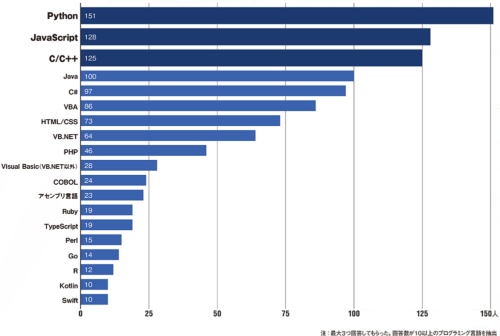 Python 151
JavaScript 128
C/C++ 125
Java 100
C# 97
VBA 86
HTML/CSS 73
VB.NET 64
PHP 46
Visual Basic(VB.NET以外) 28
COBOL 24
アセンブリ言語 23
Ruby 19
TypeScript 19
Perl 15
Go 14
R 12
Kotlin 10
Swift 10
0 25 50 75 100 125 150人
注:最大3つ回答してもらった。回答数が10以上のプログラミング言語を抽出